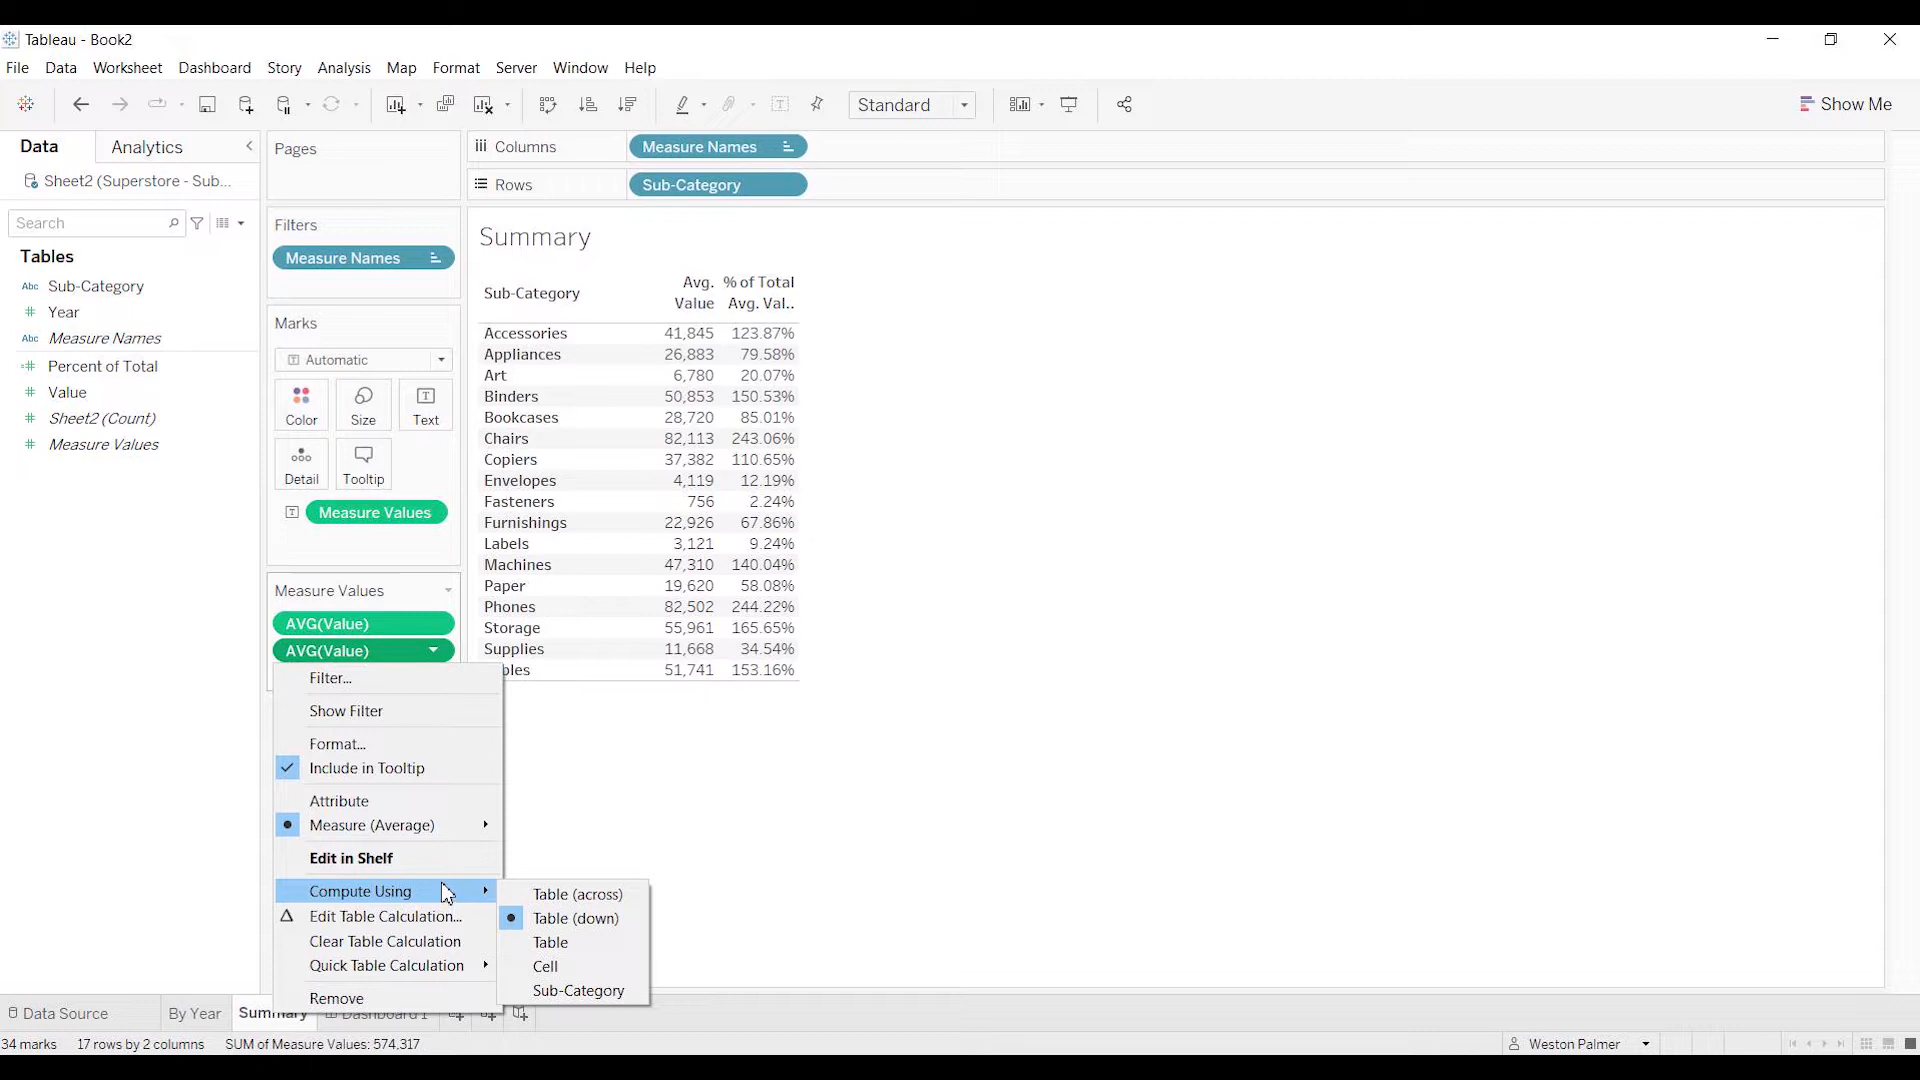 Tableau - Book2
File Data Worksheet Dashboard Story Analysis Map Format Server Window Help
Standard
Show Me
Data Analytics
Sheet2 (Superstore - Sub...
Search
Tables
Abc Sub-Category
Year
Abc Measure Names
Percent of Total
Value
Sheet2 (Count)
Measure Values
Pages
Filters
Measure Names
Marks
Automatic
Color Size Text
Detail Tooltip
Measure Values
Measure Values
AVG(Value)
AVG(Value)
Columns Measure Names
Rows Sub-Category
Summary
Sub-Category Avg. Value % of Total Avg. Val..
Accessories 41,845 123.87%
Appliances 26,883 79.58%
Art 6,780 20.07%
Binders 50,853 150.53%
Bookcases 28,720 85.01%
Chairs 82,113 243.06%
Copiers 37,382 110.65%
Envelopes 4,119 12.19%
Fasteners 756 2.24%
Furnishings 22,926 67.86%
Labels 3,121 9.24%
Machines 47,310 140.04%
Paper 19,620 58.08%
Phones 82,502 244.22%
Storage 55,961 165.65%
Supplies 11,668 34.54%
bles 51,741 153.16%
Filter...
Show Filter
Format...
Include in Tooltip
Attribute
Measure (Average)
Edit in Shelf
Compute Using
Edit Table Calculation...
Clear Table Calculation
Quick Table Calculation
Remove
Table (across)
Table (down)
Table
Cell
Sub-Category
Data Source By Year Summary Dashboard 1
34 marks 17 rows by 2 columns SUM of Measure Values: 574,317
Weston Palmer